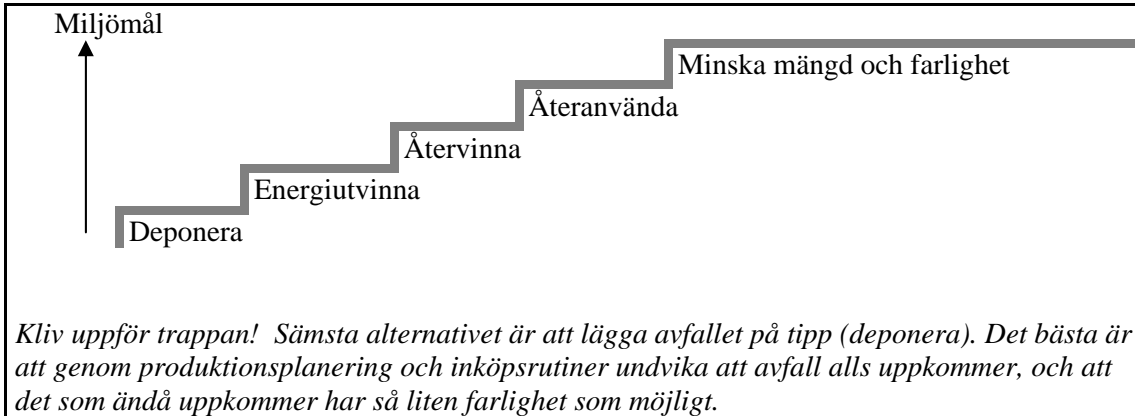 Miljömål
Minska mängd och farlighet
Återanvända
Återvinna
Energiutvinna
Deponera
Kliv uppför trappan! Sämsta alternativet är att lägga avfallet på tipp (deponera). Det bästa är
att genom produktionsplanering och inköpsrutiner undvika att avfall alls uppkommer, och att
det som ändå uppkommer har så liten farlighet som möjligt.